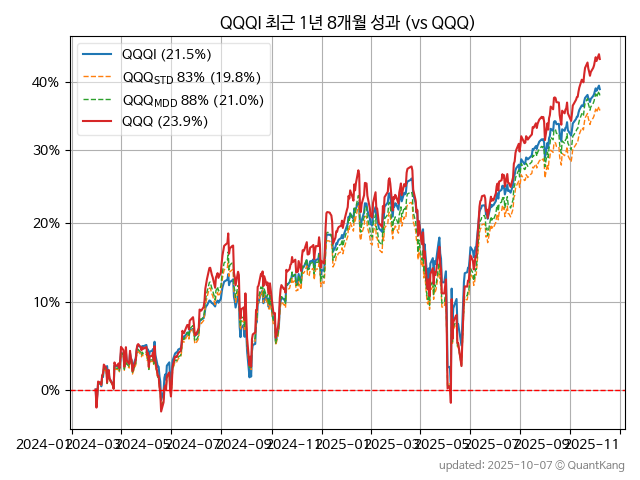 QQQI 최근 1년 8개월 성과 (vs QQQ)
QQQI (21.5%)
QQQSTD 83% (19.8%)
QQQMDD 88% (21.0%)
QQQ (23.9%)
40%
30%
20%
10%
0%
2024-01 2024-03 2024-05 2024-07 2024-09 2024-11 2025-01 2025-03 2025-05 2025-07 2025-09 2025-11
updated: 2025-10-07 © QuantKang